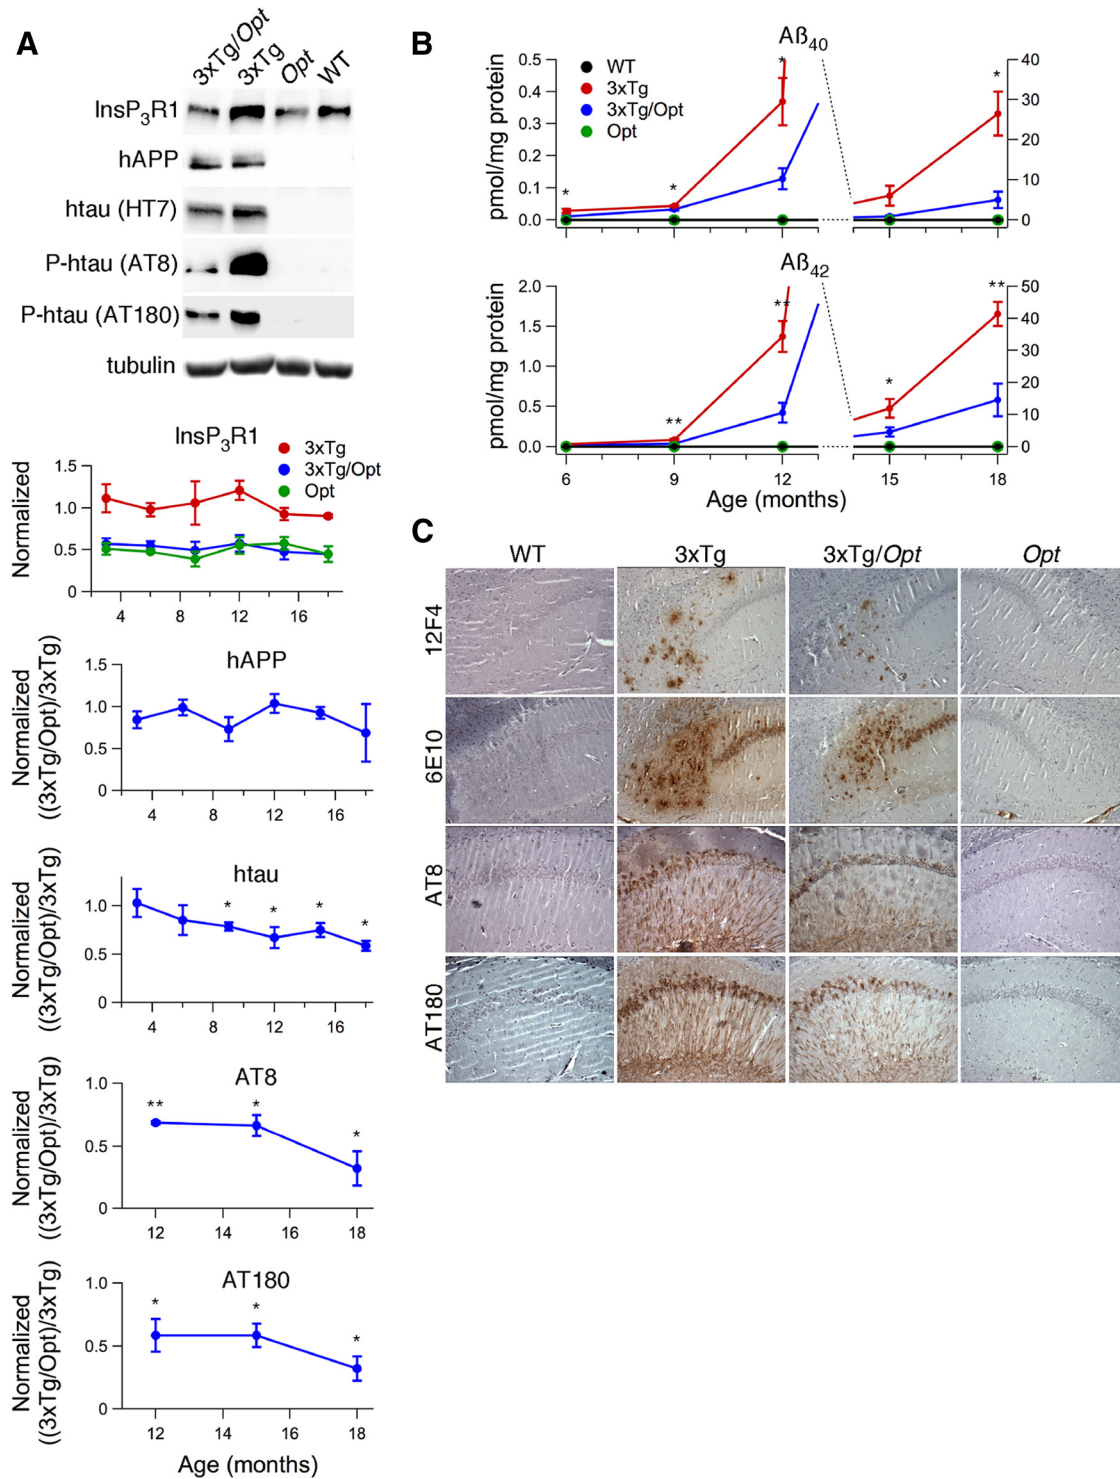 A
3xTg/Opt
3xTg
Opt
WT
InsP3R1
hAPP
htau (HT7)
P-htau (AT8)
P-htau (AT180)
tubulin
InsP3R1
3xTg
3xTg/Opt
Opt
Normalized
1.5
1.0
0.5
0
4 8 12 16
hAPP
Normalized
((3xTg/Opt)/3xTg)
1.5
1.0
0.5
0
4 8 12 16
htau
Normalized
((3xTg/Opt)/3xTg)
1.0
0.5
0
* * * *
4 8 12 16
AT8
Normalized
((3xTg/Opt)/3xTg)
1.0
0.5
0
** * *
12 14 16 18
AT180
Normalized
((3xTg/Opt)/3xTg)
1.0
0.5
0
* * *
12 14 16 18
Age (months)
B
Aß40
WT
3xTg
3xTg/Opt
Opt
pmol/mg protein
0.5
0.4
0.3
0.2
0.1
0.0
* * * *
40
30
20
10
0
Aß42
pmol/mg protein
2.0
1.5
1.0
0.5
0.0
** ** * **
50
40
30
20
10
0
6 9 12 15 18
Age (months)
C
WT 3xTg 3xTg/Opt Opt
12F4
6E10
AT8
AT180